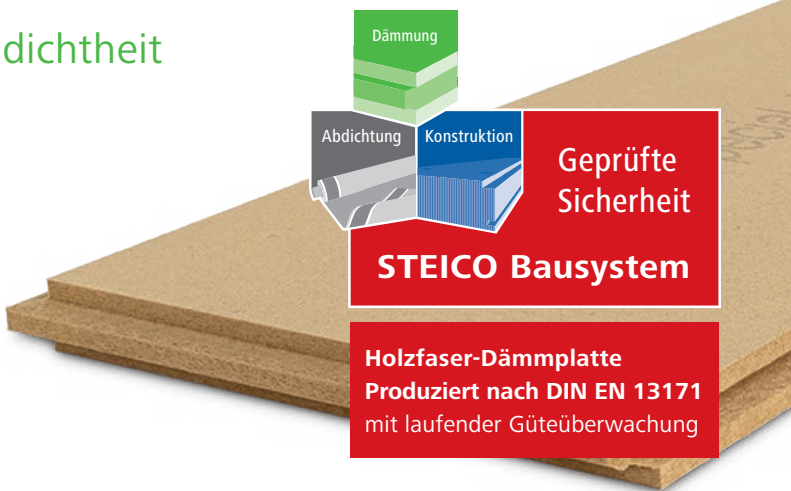 dichtheit
Dämmung
Abdichtung
Konstruktion
Geprüfte
Sicherheit
STEICO Bausystem
Holzfaser-Dämmplatte
Produziert nach DIN EN 13171
mit laufender Güteüberwachung